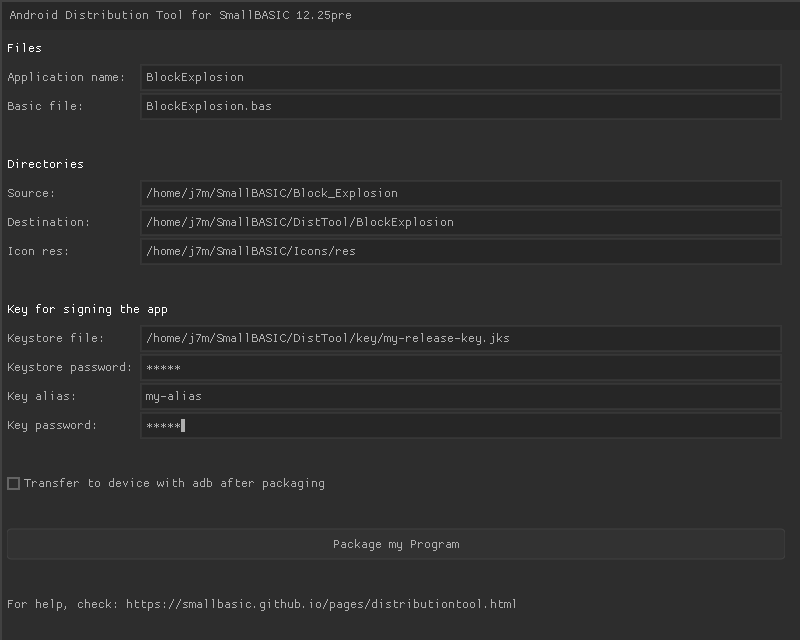 Android Distribution Tool for SmallBASIC 12.25pre
Files
Application name: BlockExplosion
Basic file: BlockExplosion.bas
Directories
Source: /home/j7m/SmallBASIC/Block_Explosion
Destination: /home/j7m/SmallBASIC/DistTool/BlockExplosion
Icon res: /home/j7m/SmallBASIC/Icons/res
Key for signing the app
Keystore file: /home/j7m/SmallBASIC/DistTool/key/my-release-key.jks
Keystore password: *****
Key alias: my-alias
Key password: *****
Transfer to device with adb after packaging
Package my Program
For help, check: https://smallbasic.github.io/pages/distributiontool.html